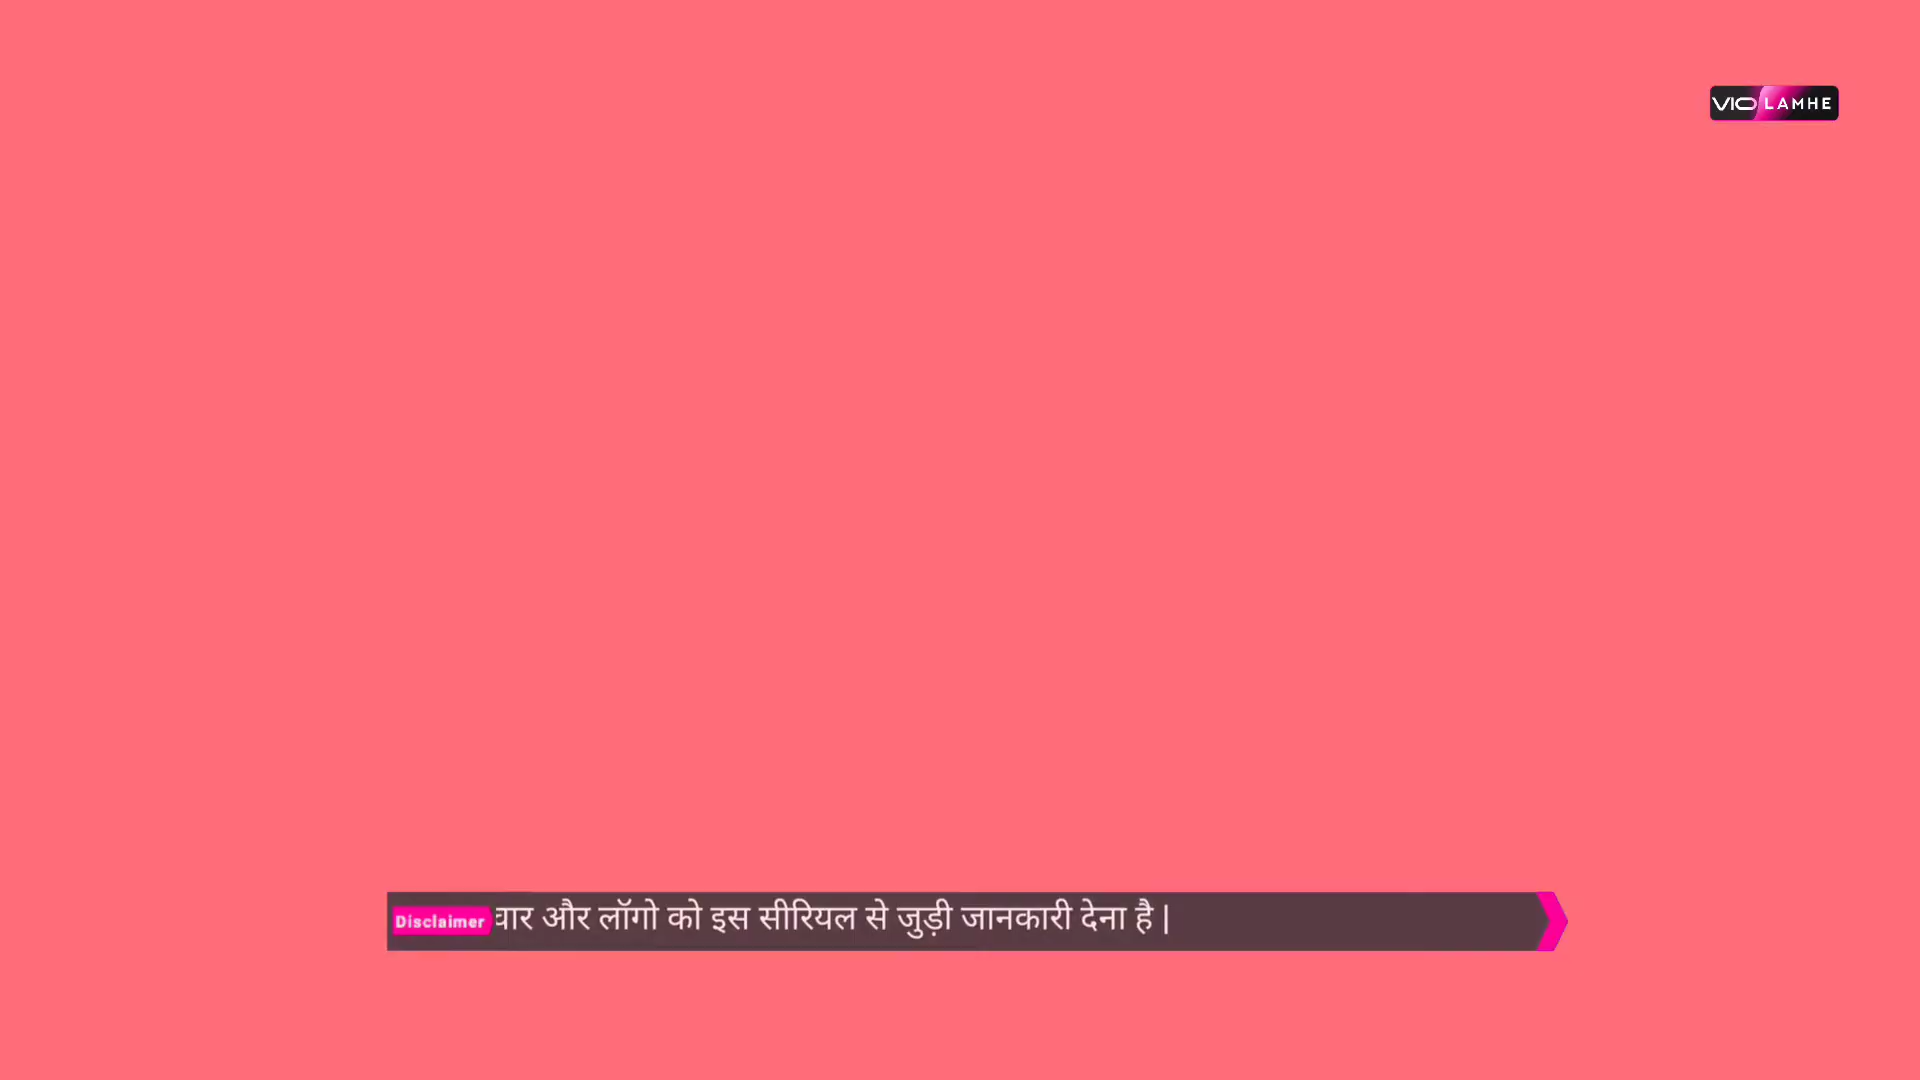 VIO LAMHE
Disclaimer और लॉगो को इस सीरियल से जुड़ी जानकारी देना है |